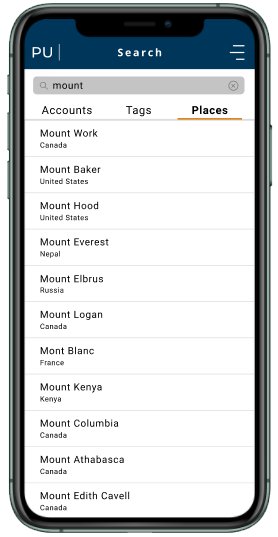 PU
Search
mount
Accounts Tags Places
Mount Work
Canada
Mount Baker
United States
Mount Hood
United States
Mount Everest
Nepal
Mount Elbrus
Russia
Mount Logan
Canada
Mont Blanc
France
Mount Kenya
Kenya
Mount Columbia
Canada
Mount Athabasca
Canada
Mount Edith Cavell
Canada